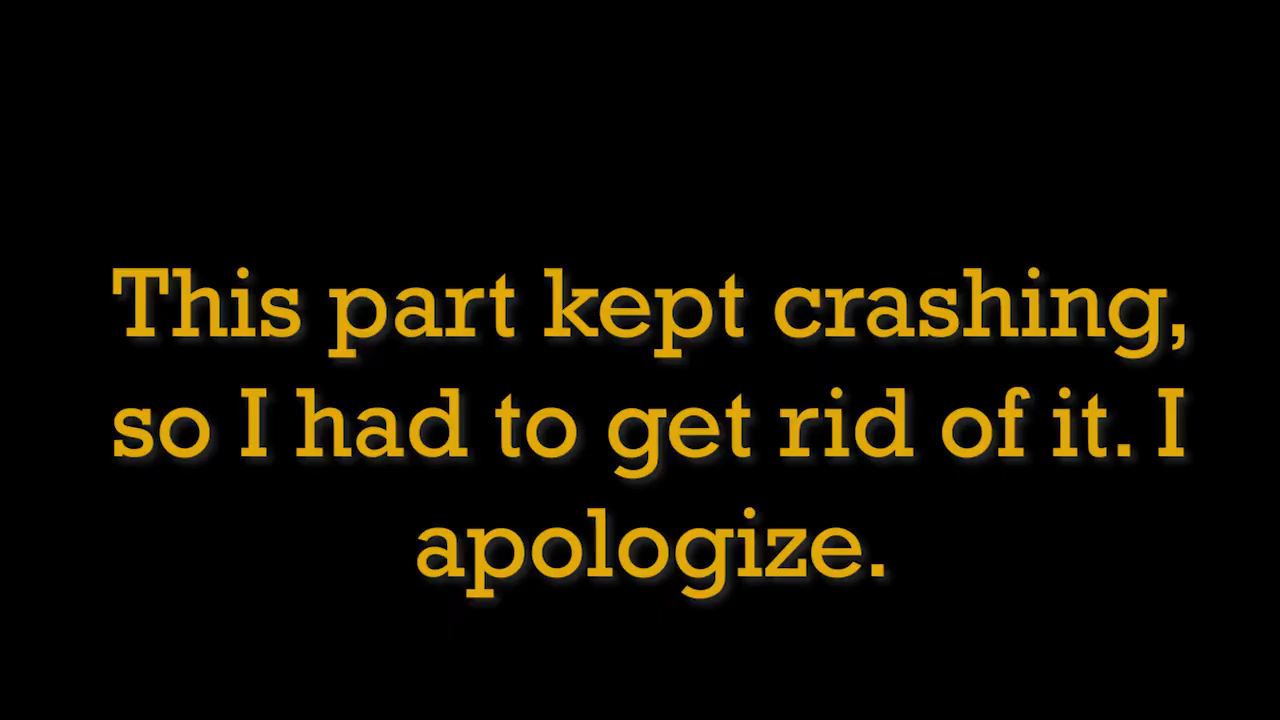 This part kept crashing,
so I had to get rid of it. I
apologize.